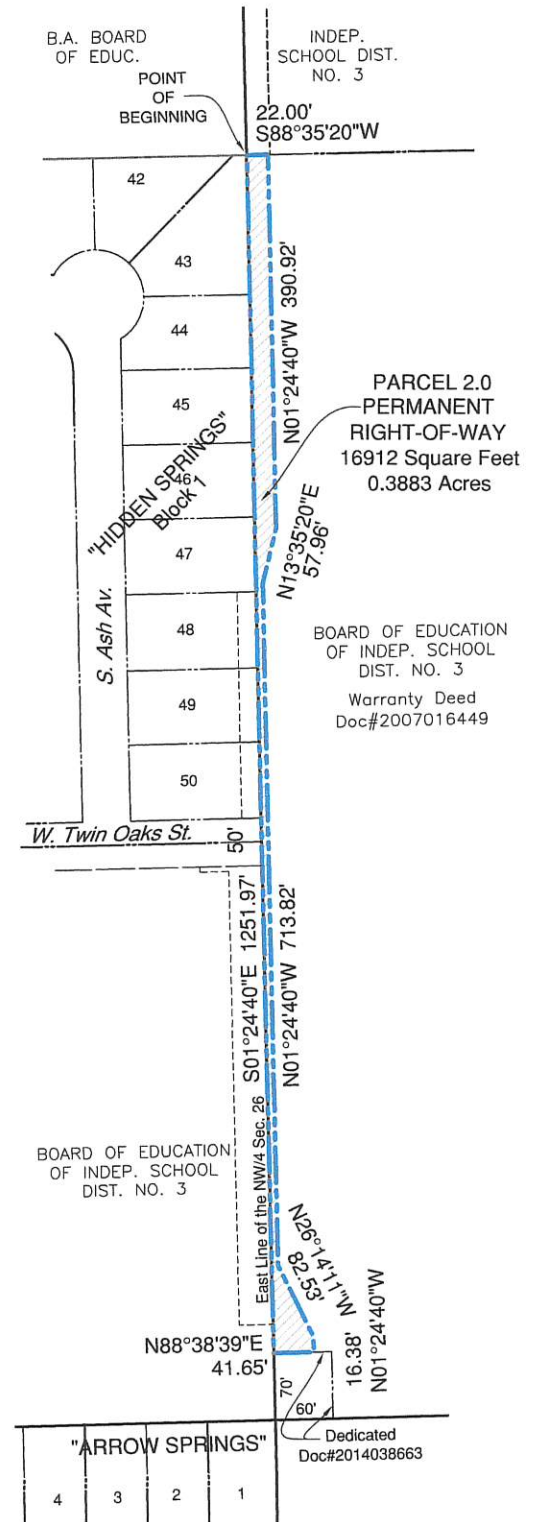 B.A. BOARD
OF EDUC.
INDEP.
SCHOOL DIST.
NO. 3
POINT
OF
BEGINNING
22.00'
S88°35'20"W
42
43
44
45
46
47
48
49
50
"HIDDEN SPRINGS"
Block 1
S. Ash Av.
N01°24'40"W 390.92'
PARCEL 2.0
PERMANENT
RIGHT-OF-WAY
16912 Square Feet
0.3883 Acres
N13°35'20"E
57.96'
BOARD OF EDUCATION
OF INDEP. SCHOOL
DIST. NO. 3
Warranty Deed
Doc#2007016449
W. Twin Oaks St.
50'
S01°24'40"E 1251.97'
N01°24'40"W 713.82'
East Line of the NW/4 Sec. 26
BOARD OF EDUCATION
OF INDEP. SCHOOL
DIST. NO. 3
N26°14'11"W
82.53'
N88°38'39"E
41.65'
16.38'
N01°24'40"W
70'
60'
Dedicated
Doc#2014038663
"ARROW SPRINGS"
4
3
2
1